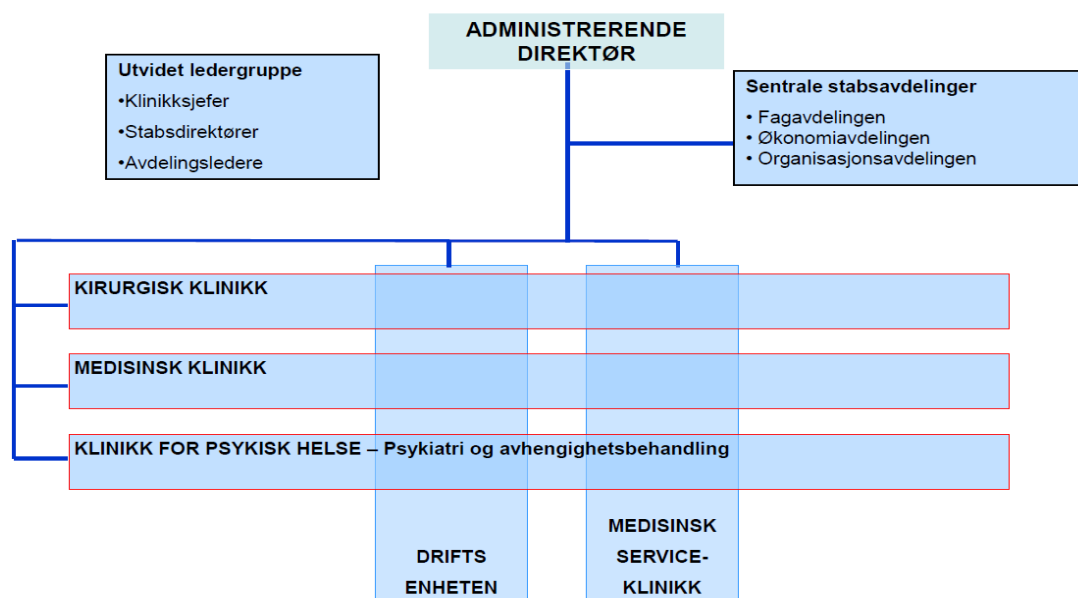 ADMINISTRERENDE
DIREKTØR
Utvidet ledergruppe
•Klinikksjefer
•Stabsdirektører
•Avdelingsledere
Sentrale stabsavdelinger
• Fagavdelingen
• Økonomiavdelingen
• Organisasjonsavdelingen
KIRURGISK KLINIKK
MEDISINSK KLINIKK
KLINIKK FOR PSYKISK HELSE – Psykiatri og avhengighetsbehandling
DRIFTS
ENHETEN
MEDISINSK
SERVICE-
KLINIKK